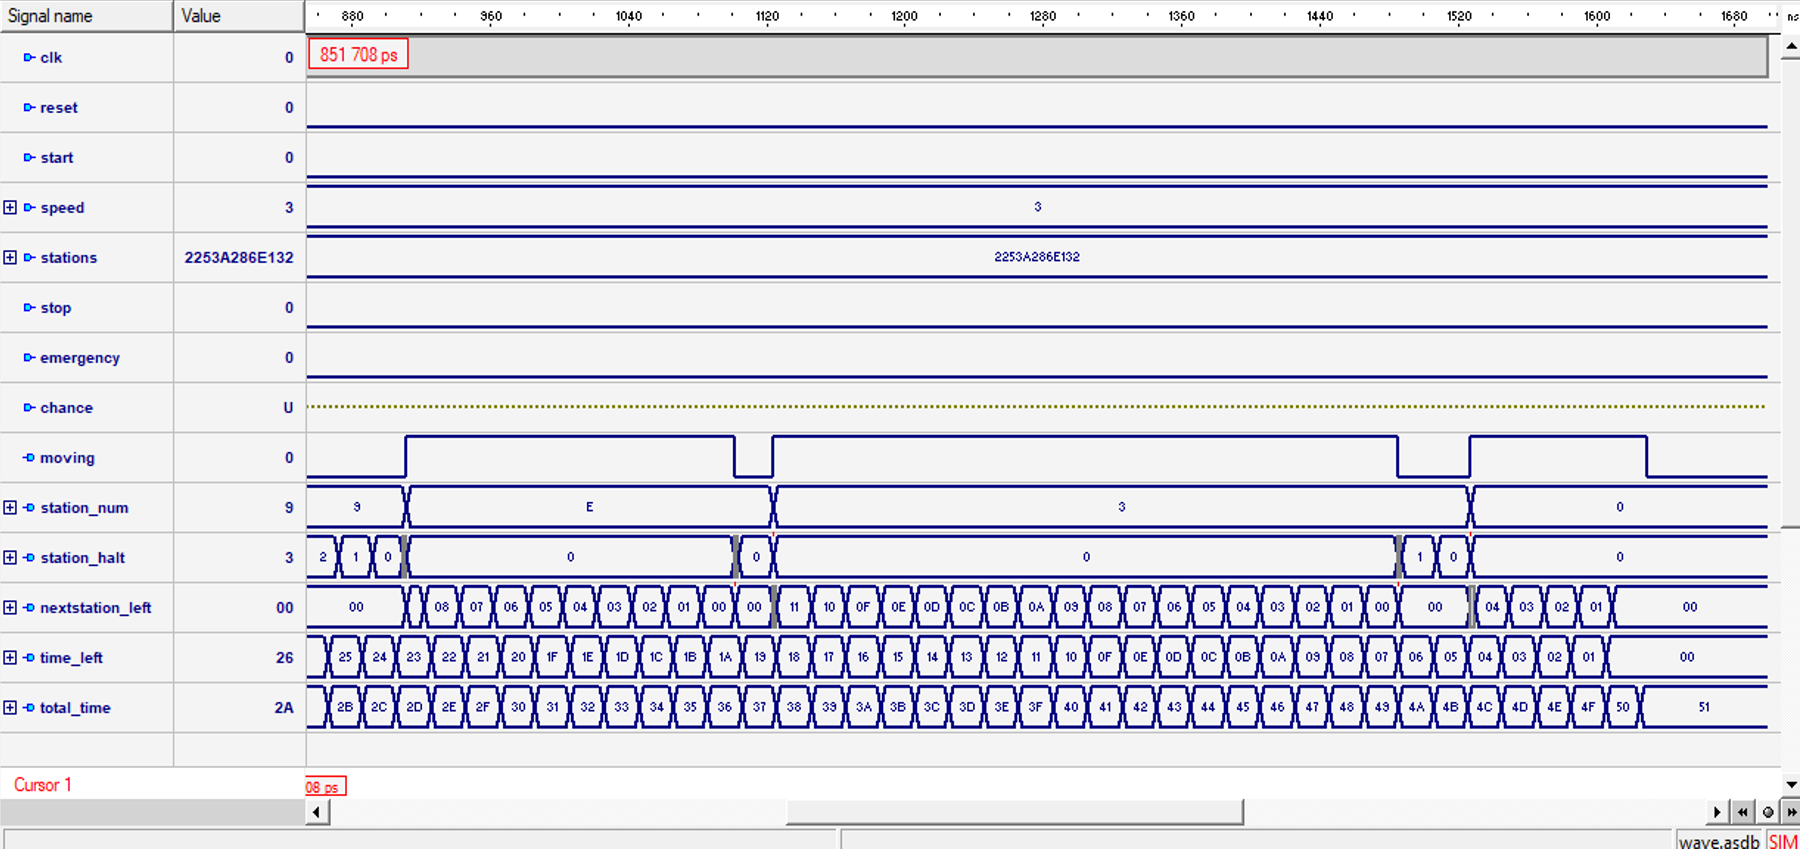 Signal name Value 880 960 1040 1120 1200 1280 1360 1440 1520 1600 1680 ns
clk 0 851 708 ps
reset 0
start 0
speed 3 3
stations 2253A286E132 2253A286E132
stop 0
emergency 0
chance U
moving 0
station_num 9 9 E 3 0
station_halt 3 2 1 0 0 0 0 1 0 0
nextstation_left 00 00 08 07 06 05 04 03 02 01 00 00 11 10 0F 0E 0D 0C 0B 0A 09 08 07 06 05 04 03 02 01 00 00 04 03 02 01 00
time_left 26 25 24 23 22 21 20 1F 1E 1D 1C 1B 1A 19 18 17 16 15 14 13 12 11 10 0F 0E 0D 0C 0B 0A 09 08 07 06 05 04 03 02 01 00
total_time 2A 2B 2C 2D 2E 2F 30 31 32 33 34 35 36 37 38 39 3A 3B 3C 3D 3E 3F 40 41 42 43 44 45 46 47 48 49 4A 4B 4C 4D 4E 4F 50 51
Cursor 1 08 ps
wave.asdb SIM